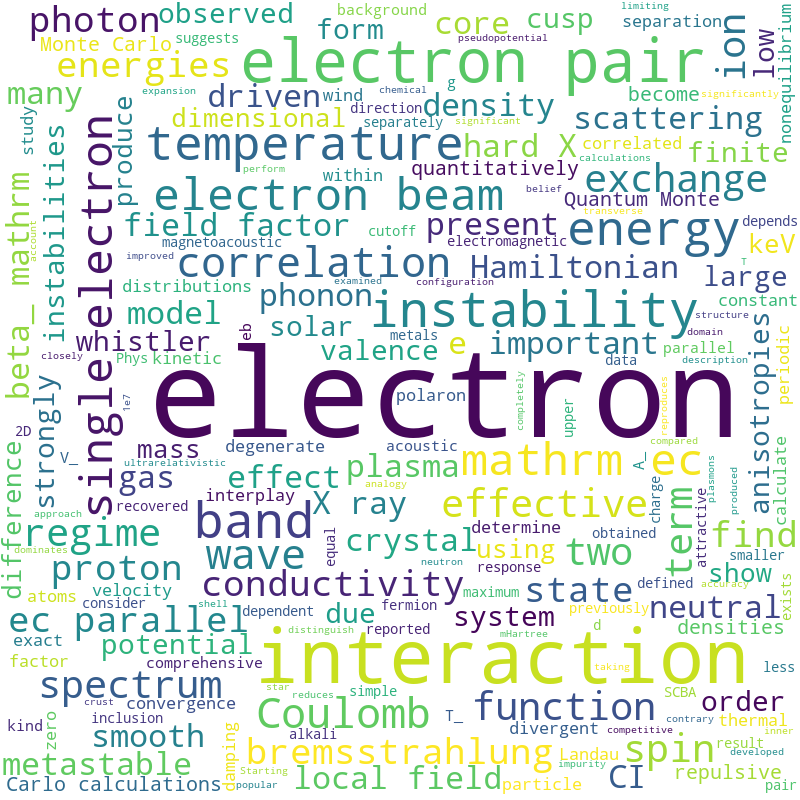 background
limiting
photon
observed
form
core
cusp
separation
ion
low
suggests
pseudopotential
Monte Carlo
energies
electron pair
nonequilibrium
many
expansion
driven
wind
chemical
g
become
significantly
direction
density
dimensional
separately
significant
scattering
study
produce
temperature
hard X
correlated
finite
perform
within
quantitatively
calculations
instabilities
single electron
electron beam
belief
Quantum Monte
exchange
account
beta_ mathrm
field factor
cutoff
present
transverse
energy
depends
magnetoacoustic
electromagnetic
keV
improved
correlation
examined
configuration
Hamiltonian
large
T
distributions
phonon
instability
constant
model
solar
structure
anisotropies
periodic
whistler
eb
metals
e
important
domain
parallel
closely
Phys
kinetic
valence
data
description
electron
1e7
polaron
completely
upper
reproduces
2D
strongly
V_
mass
degenerate
acoustic
compared
difference
ultrarelativistic
gas
effect
plasma
mathrm
ec
A_
plasmons
produced
calculate
recovered
interplay
X ray
analogy
effective
charge
term
attractive
approach
regime
band
equal
determine
obtained
find
dominates
wave
crystal
using
two
smaller
proton
neutron
response
show
exists
atoms
velocity
conductivity
maximum
state
defined
accuracy
consider
shell
fermion
previously
neutral
ec parallel
dependent
due
system
d
densities
exact
potential
reported
distinguish
mHartree
factor
comprehensive
interaction
taking
less
star
spectrum
reduces
simple
SCBA
crust
convergence
function
order
kind
zero
inclusion
Coulomb
T_
contrary
competitive
thermal
smooth
alkali
divergent
inner
metastable
damping
bremsstrahlung
Landau
spin
result
developed
repulsive
Starting
impurity
Carlo calculations
popular
local field
particle
CI
pair